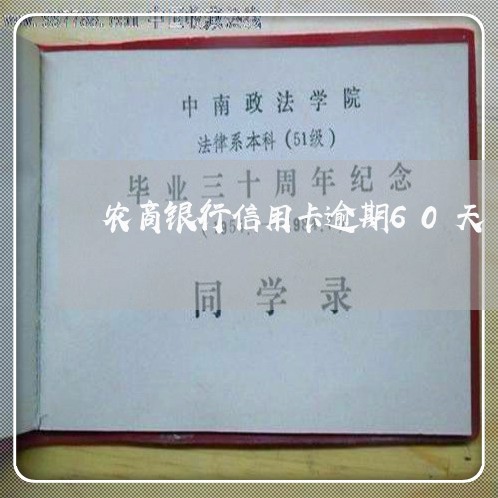 中南政法学院
法律系本科(51级)
毕业三十周年纪念
农商银行信用卡逾期60天
同学录